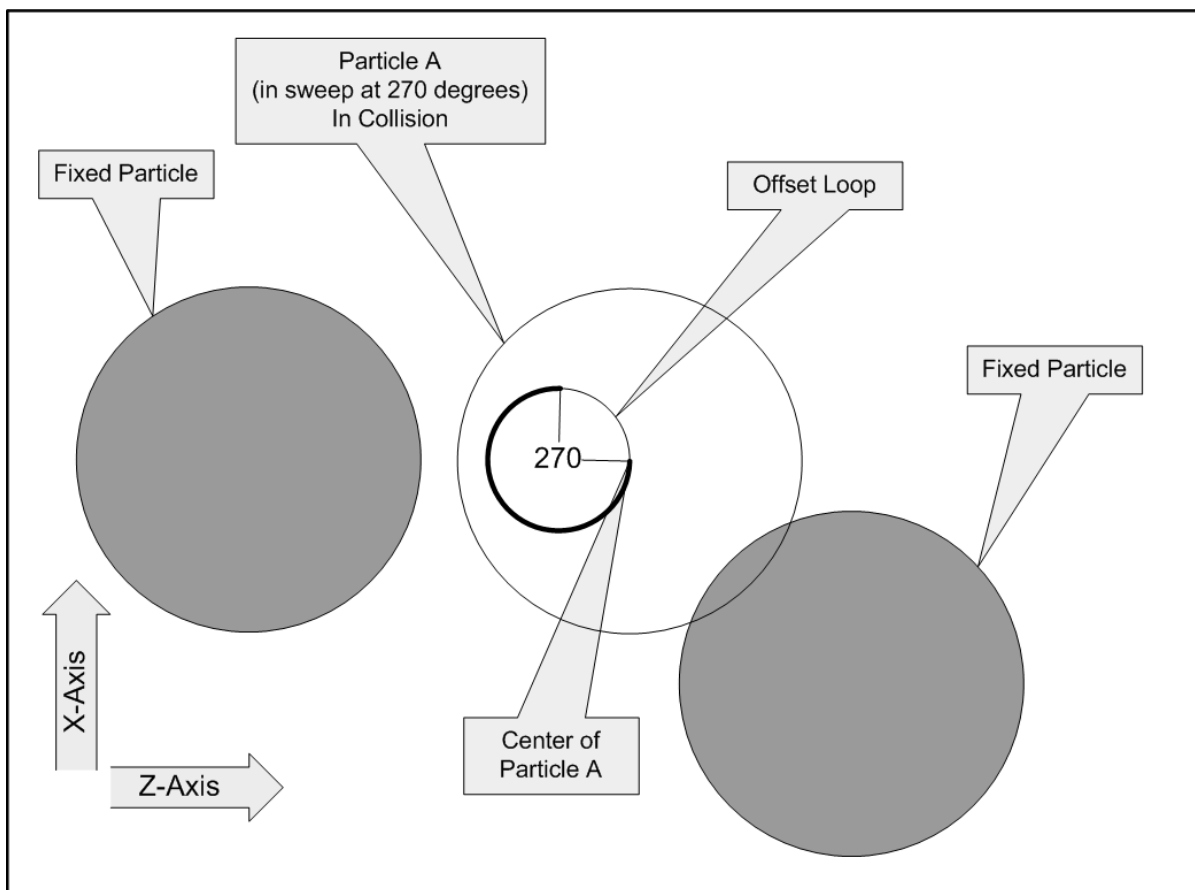 Particle A
(in sweep at 270 degrees)
In Collision
Fixed Particle
Offset Loop
Fixed Particle
270
X-Axis
Z-Axis
Center of
Particle A